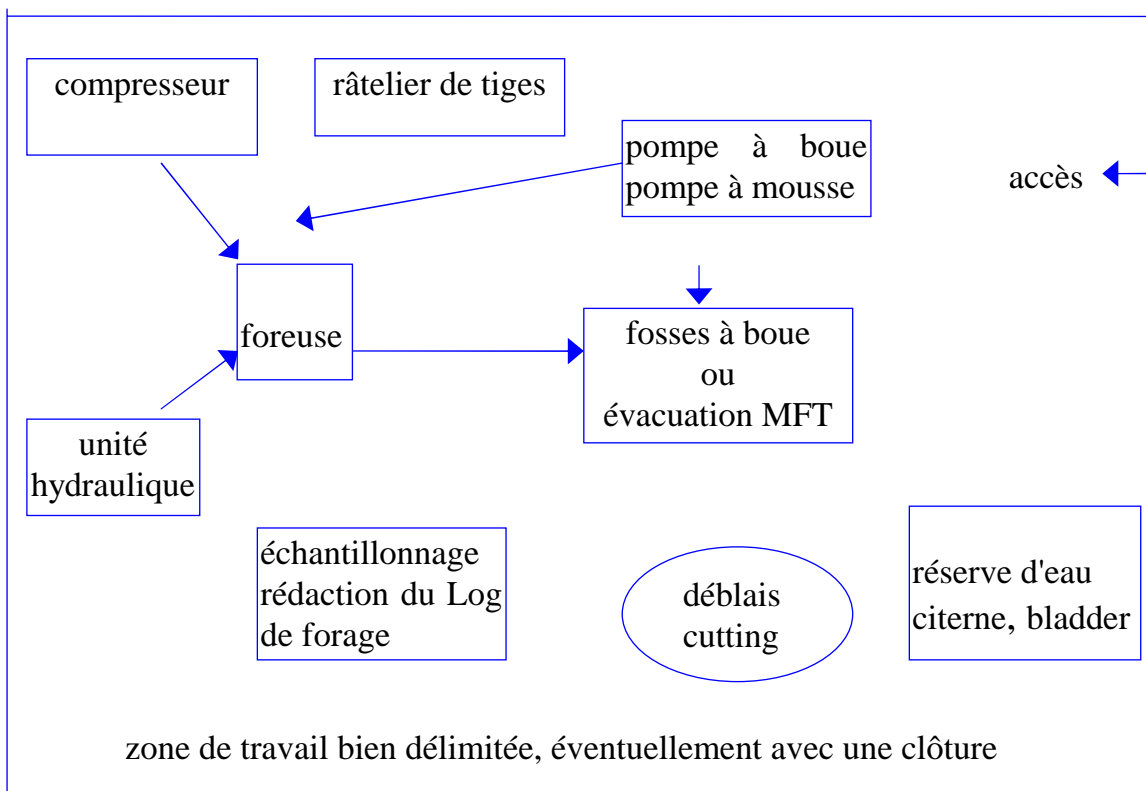 compresseur
râtelier de tiges
pompe à boue
pompe à mousse
accès
foreuse
fosses à boue
ou
évacuation MFT
unité
hydraulique
échantillonnage
rédaction du Log
de forage
déblais
cutting
réserve d'eau
citerne, bladder
zone de travail bien délimitée, éventuellement avec une clôture